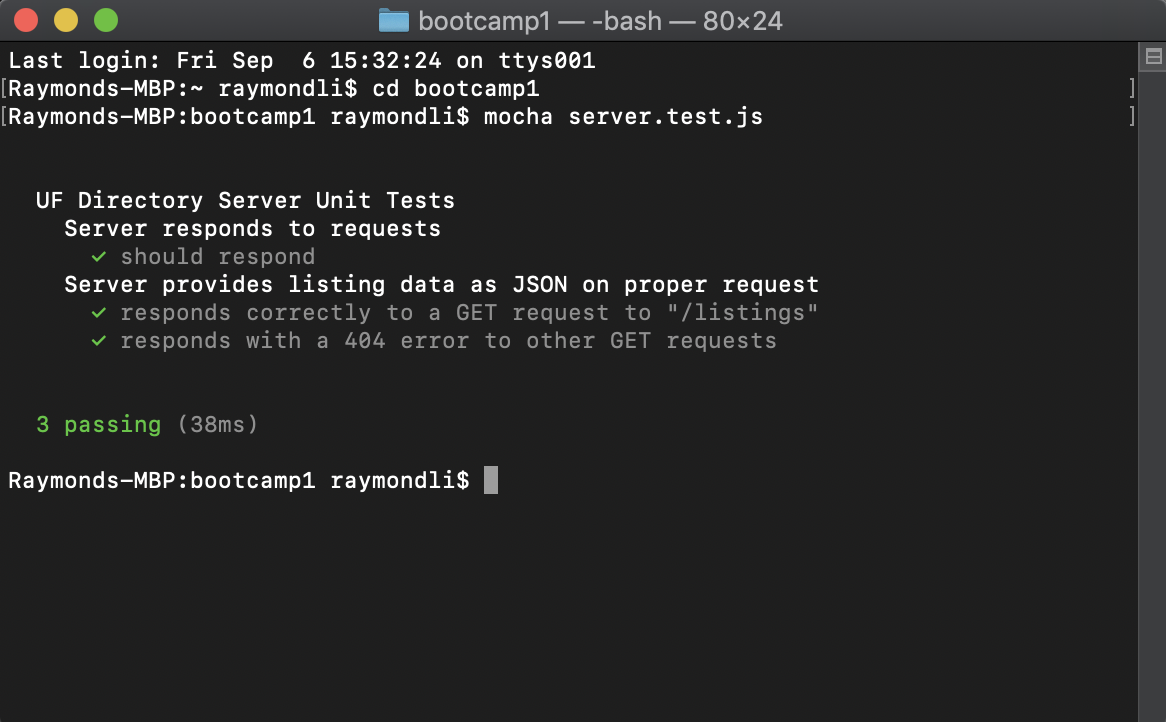 bootcamp1 — -bash — 80×24
Last login: Fri Sep  6 15:32:24 on ttys001
[Raymonds-MBP:~ raymondli$ cd bootcamp1 ]
[Raymonds-MBP:bootcamp1 raymondli$ mocha server.test.js ]
UF Directory Server Unit Tests
Server responds to requests
✓ should respond
Server provides listing data as JSON on proper request
✓ responds correctly to a GET request to "/listings"
✓ responds with a 404 error to other GET requests
3 passing (38ms)
Raymonds-MBP:bootcamp1 raymondli$